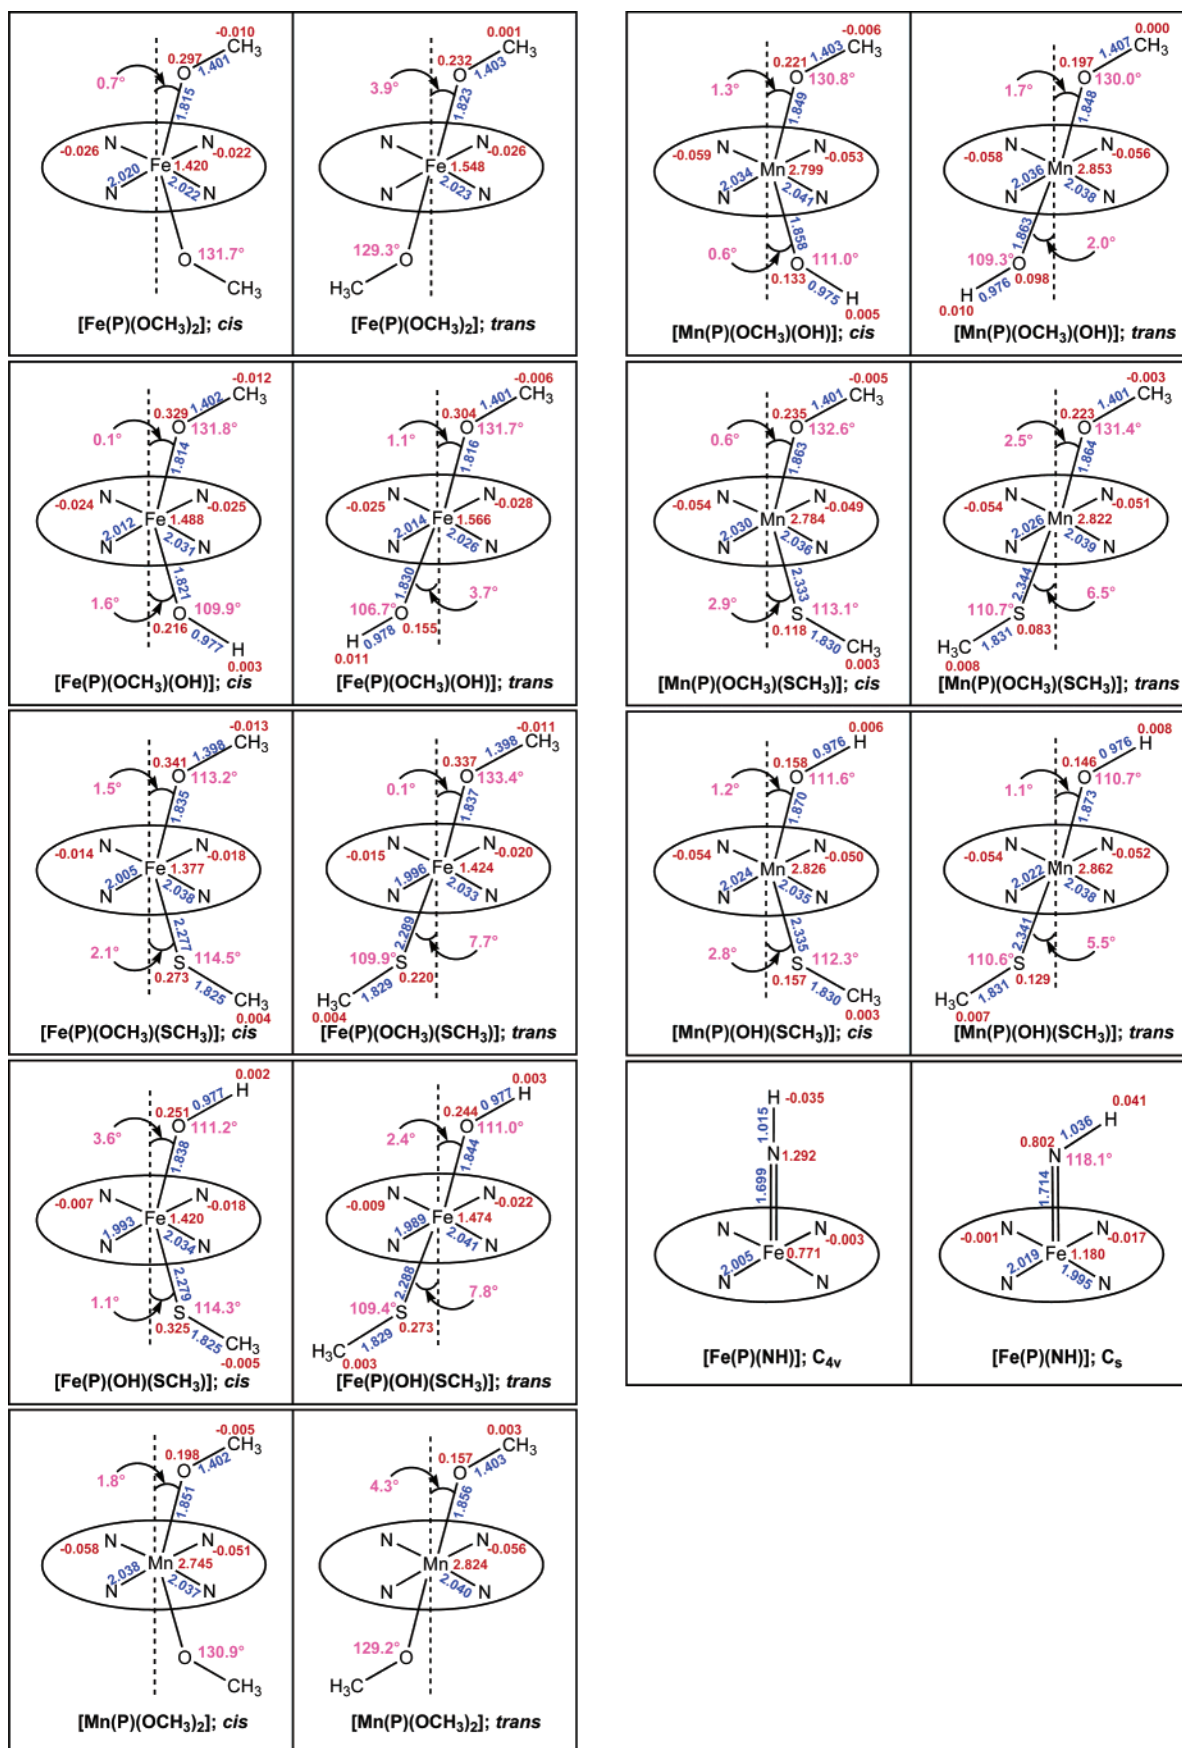 -0.010
0.297 CH3
0.7° O 1.401
1.815
N N
-0.026 Fe 1.420 -0.022
2.020 2.022
N N
O 131.7°
CH3
[Fe(P)(OCH3)2]; cis
0.001
0.232 CH3
3.9° O 1.403
1.823
N N
Fe 1.548 -0.026
N 2.023 N
129.3° O
H3C
[Fe(P)(OCH3)2]; trans
-0.012
0.329 1.402 CH3
0.1° O 131.8°
1.814
N N
-0.024 Fe 1.488 -0.025
2.012 2.031
N N
1.821
1.6° O 109.9°
0.216 0.977 H
0.003
[Fe(P)(OCH3)(OH)]; cis
-0.006
0.304 1.401 CH3
1.1° O 131.7°
1.816
N N
-0.025 Fe 1.566 -0.028
2.014 2.026
N N
1.830
106.7° O 3.7°
H 0.978 0.155
0.011
[Fe(P)(OCH3)(OH)]; trans
-0.013
0.341 1.398 CH3
1.5° O 113.2°
1.835
N N
-0.014 Fe 1.377 -0.018
2.005 2.038
N N
2.277
2.1° S 114.5°
0.273 1.825 CH3
0.004
[Fe(P)(OCH3)(SCH3)]; cis
-0.011
0.337 1.398 CH3
0.1° O 133.4°
1.837
N N
-0.015 Fe 1.424 -0.020
1.996 2.033
N N
2.289
109.9° S 7.7°
H3C 1.829 0.220
0.004
[Fe(P)(OCH3)(SCH3)]; trans
0.002
0.251 0.977 H
3.6° O 111.2°
1.838
N N
-0.007 Fe 1.420 -0.018
1.993 2.034
N N
2.279
1.1° S 114.3°
0.325 1.825 CH3
-0.005
[Fe(P)(OH)(SCH3)]; cis
0.003
0.244 0 977 H
2.4° O 111.0°
1.844
N N
-0.009 Fe 1.474 -0.022
1.989 2.041
N N
2.288
109.4° S 7.8°
H3C 1.829 0.273
0.003
[Fe(P)(OH)(SCH3)]; trans
-0.005
0.198 CH3
1.8° O 1.402
1.851
N N
-0.058 Mn 2.745 -0.051
2.038 2.037
N N
O 130.9°
CH3
[Mn(P)(OCH3)2]; cis
0.003
0.157 CH3
4.3° O 1.403
1.856
N N
Mn 2.824 -0.056
N 2.040 N
129.2° O
H3C
[Mn(P)(OCH3)2]; trans
-0.006
0.221 1.403 CH3
1.3° O 130.8°
1.849
N N
-0.059 Mn 2.799 -0.053
2.034 2.041
N N
1.858
0.6° O 111.0°
0.133 0.975 H
0.005
[Mn(P)(OCH3)(OH)]; cis
0.000
0.197 1.407 CH3
1.7° O 130.0°
1.848
N N
-0.058 Mn 2.853 -0.056
2.036 2.038
N N
1.863
109.3° O 2.0°
H 0.976 0.098
0.010
[Mn(P)(OCH3)(OH)]; trans
-0.005
0.235 1.401 CH3
0.6° O 132.6°
1.863
N N
-0.054 Mn 2.784 -0.049
2.030 2.036
N N
2.333
2.9° S 113.1°
0.118 1.830 CH3
0.003
[Mn(P)(OCH3)(SCH3)]; cis
-0.003
0.223 1.401 CH3
2.5° O 131.4°
1.864
N N
-0.054 Mn 2.822 -0.051
2.026 2.039
N N
2.344
110.7° S 6.5°
H3C 1.831 0.083
0.008
[Mn(P)(OCH3)(SCH3)]; trans
0.006
0.158 0.976 H
1.2° O 111.6°
1.870
N N
-0.054 Mn 2.826 -0.050
2.024 2.035
N N
2.335
2.8° S 112.3°
0.157 1.830 CH3
0.003
[Mn(P)(OH)(SCH3)]; cis
0.008
0.146 0 976 H
1.1° O 110.7°
1.873
N N
-0.054 Mn 2.862 -0.052
2.022 2.038
N N
2.341
110.6° S 5.5°
H3C 1.831 0.129
0.007
[Mn(P)(OH)(SCH3)]; trans
H -0.035
1.015
N 1.292
1.699
N N
-0.003
Fe 0.771
2.005
N N
[Fe(P)(NH)]; C4v
0.041
H
0.802 1.036
N 118.1°
1.714
N N
-0.001 -0.017
Fe 1.180
2.019 1.995
N N
[Fe(P)(NH)]; Cs